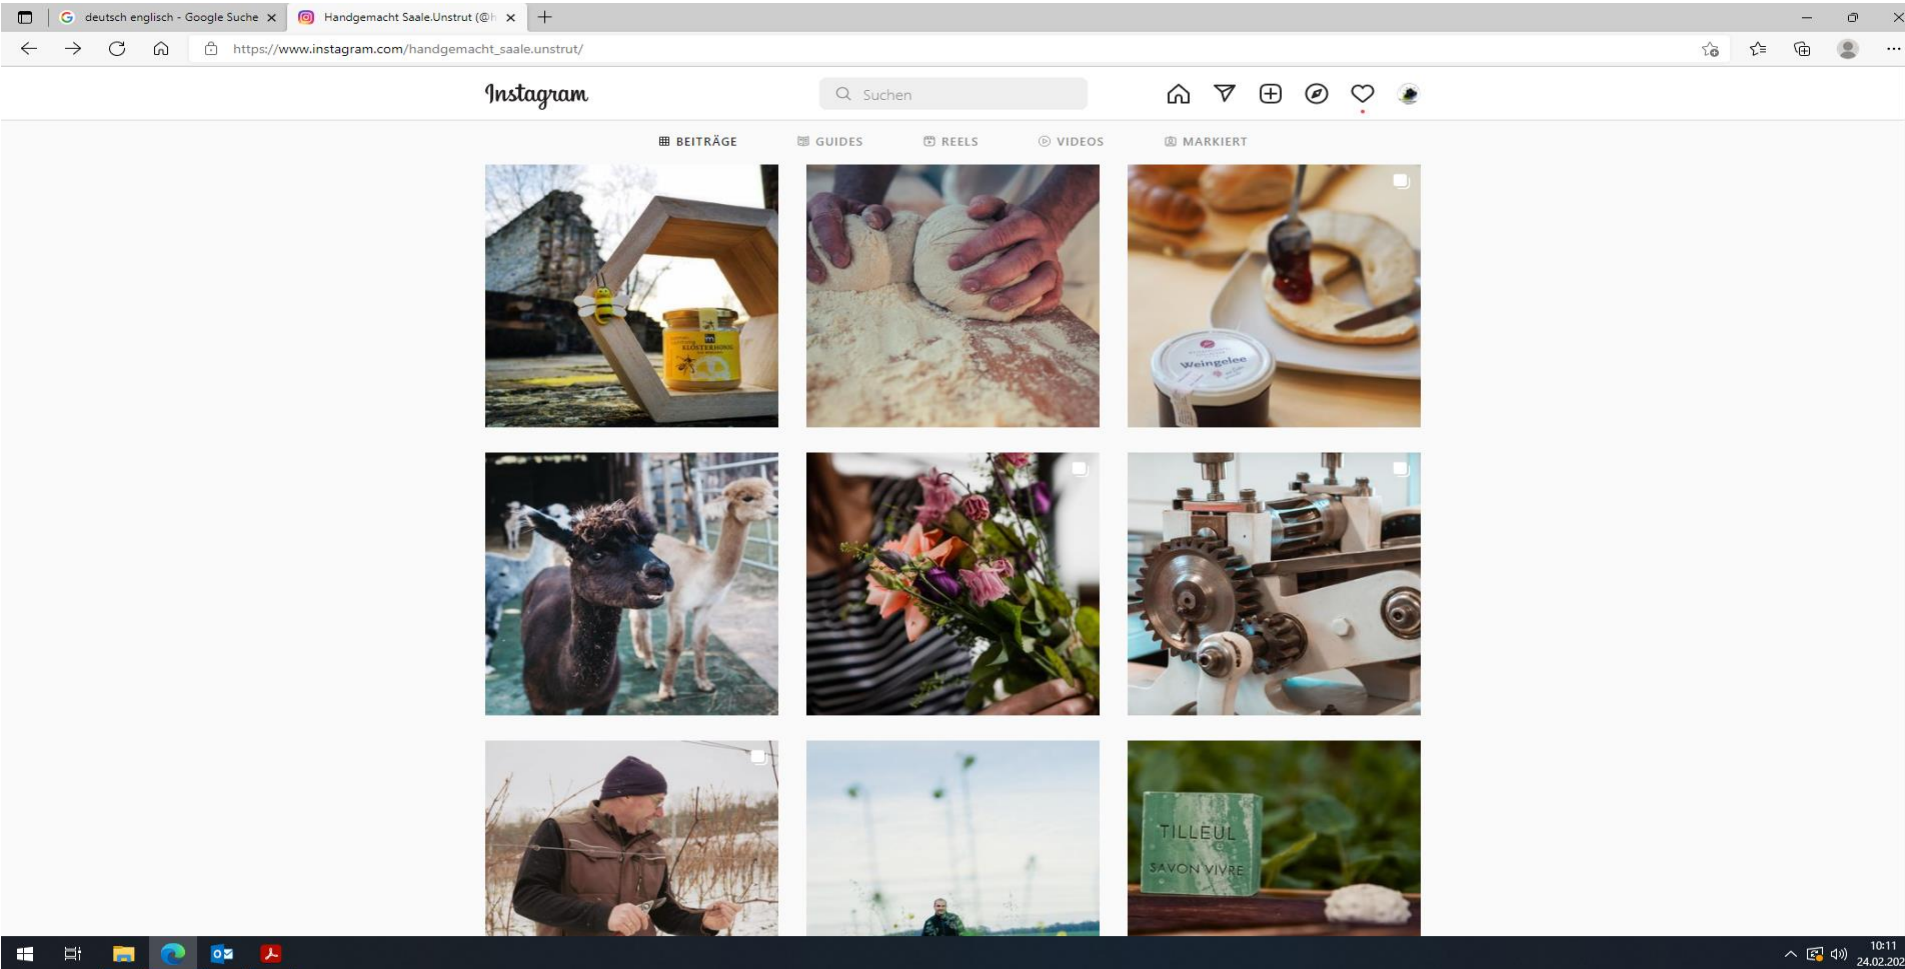 deutsch englisch - Google Suche
Handgemacht Saale.Unstrut (@h
https://www.instagram.com/handgemacht_saale.unstrut/
Instagram
Suchen
BEITRÄGE
GUIDES
REELS
VIDEOS
MARKIERT
KLOSTERHONIG
Weingelee
TILLEUL
SAVON VIVRE
10:11
24.02.202